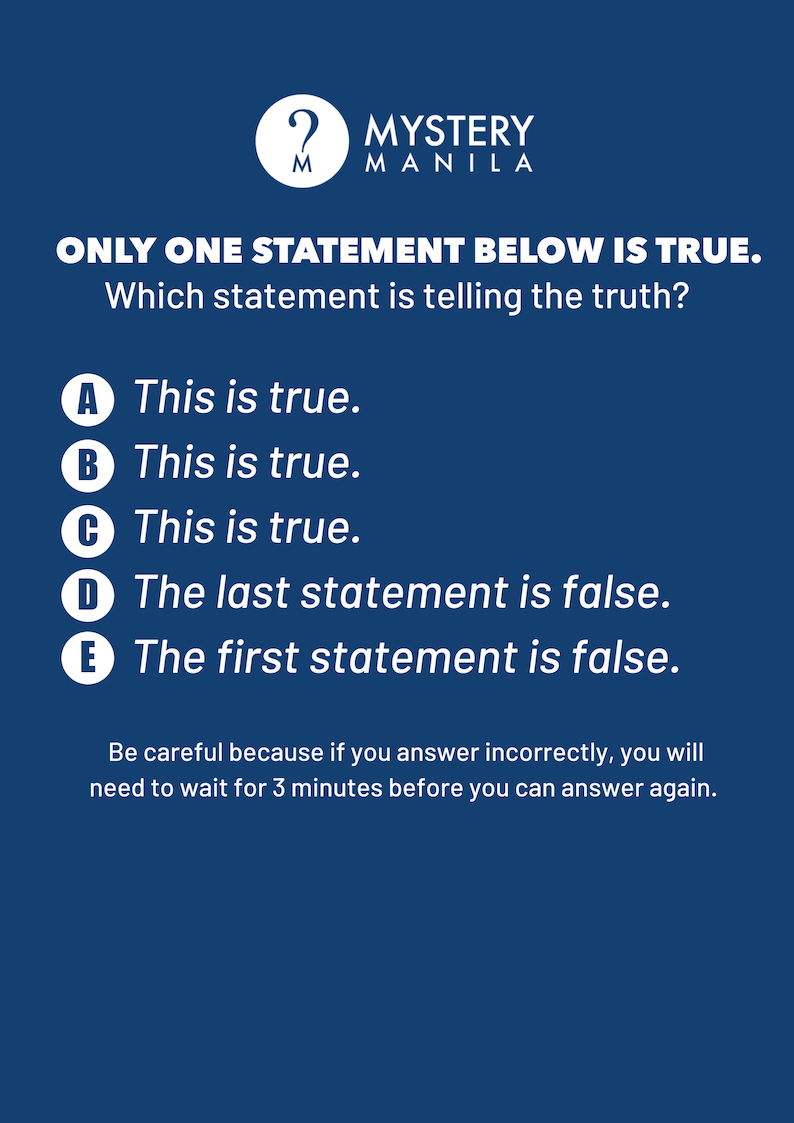 ?
M
MYSTERY
MANILA
ONLY ONE STATEMENT BELOW IS TRUE.
Which statement is telling the truth?
A This is true.
B This is true.
C This is true.
D The last statement is false.
E The first statement is false.
Be careful because if you answer incorrectly, you will
need to wait for 3 minutes before you can answer again.